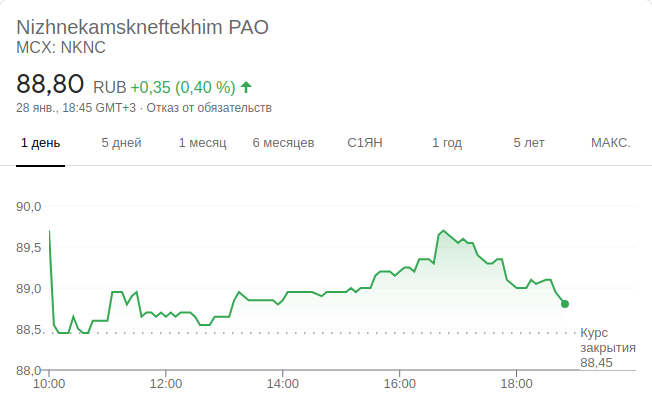 Nizhnekamskneftekhim PAO
MCX: NKNC
88,80 RUB +0,35 (0,40 %)
28 янв., 18:45 GMT+3 · Отказ от обязательств
1 день 5 дней 1 месяц 6 месяцев С1ЯН 1 год 5 лет МАКС.
90,0
89,5
89,0
88,5
88,0
Курс
закрытия
88,45
10:00 12:00 14:00 16:00 18:00